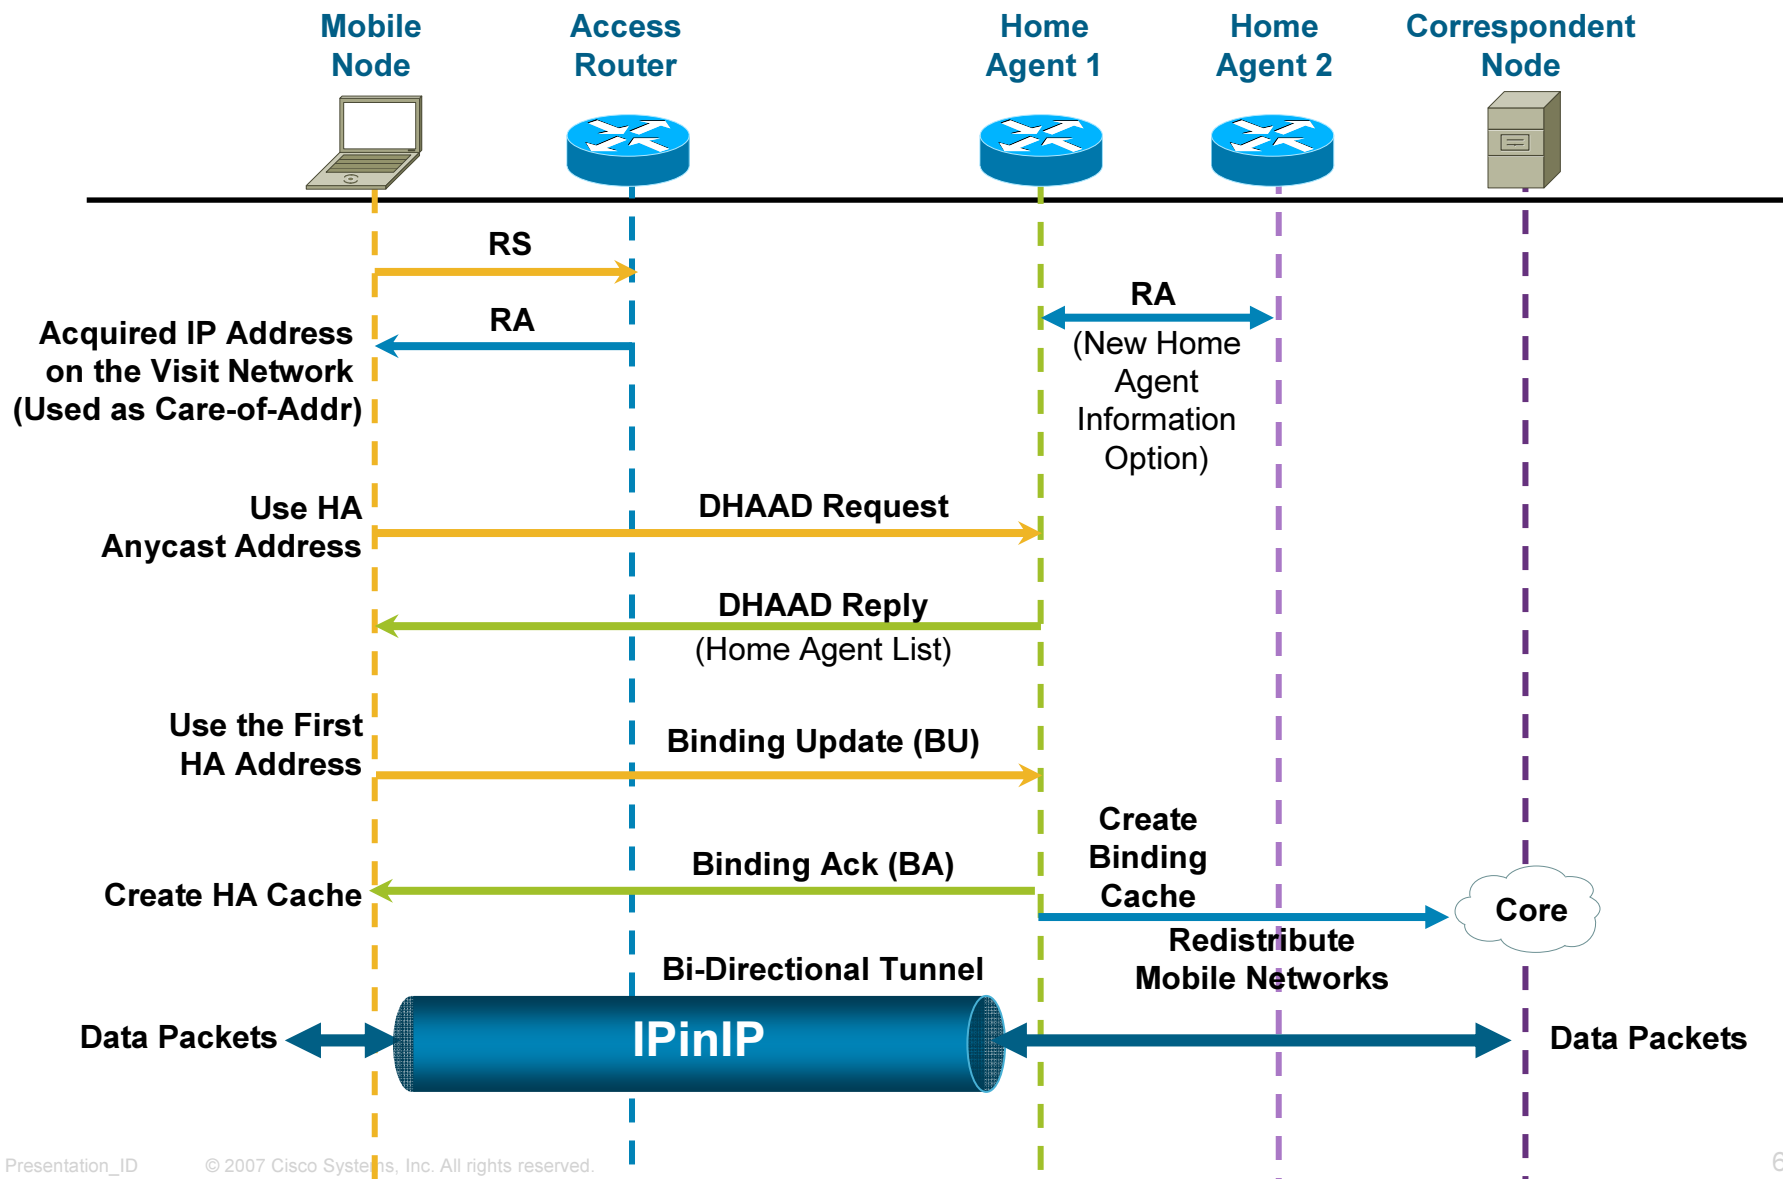 Mobile
Node
Access
Router
Home
Agent 1
Home
Agent 2
Correspondent
Node
RS
RA
Acquired IP Address
on the Visit Network
(Used as Care-of-Addr)
RA
(New Home
Agent
Information
Option)
Use HA
Anycast Address
DHAAD Request
DHAAD Reply
(Home Agent List)
Use the First
HA Address
Binding Update (BU)
Create
Binding
Cache
Binding Ack (BA)
Create HA Cache
Core
Redistribute
Mobile Networks
Bi-Directional Tunnel
Data Packets
IPinIP
Data Packets
Presentation_ID
© 2007 Cisco Systems, Inc. All rights reserved.
6